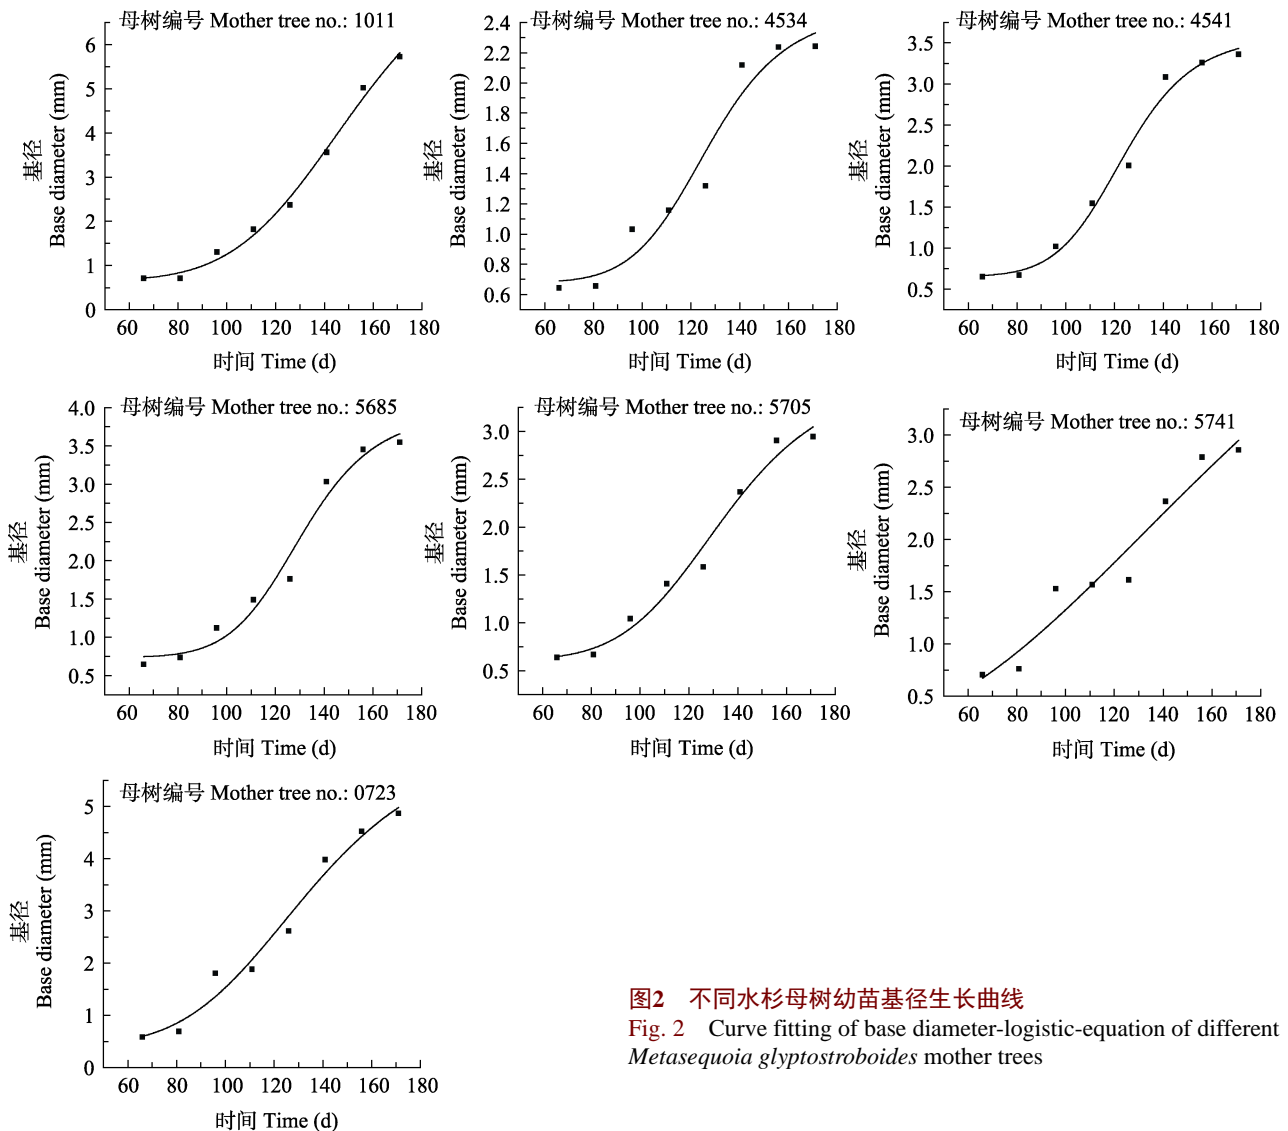 母树编号 Mother tree no.: 1011
6
5
4
3
2
1
0
基径
Base diameter (mm)
60 80 100 120 140 160 180
时间 Time (d)
母树编号 Mother tree no.: 4534
2.4
2.2
2.0
1.8
1.6
1.4
1.2
1.0
0.8
0.6
基径
Base diameter (mm)
60 80 100 120 140 160 180
时间 Time (d)
母树编号 Mother tree no.: 4541
3.5
3.0
2.5
2.0
1.5
1.0
0.5
基径
Base diameter (mm)
60 80 100 120 140 160 180
时间 Time (d)
母树编号 Mother tree no.: 5685
4.0
3.5
3.0
2.5
2.0
1.5
1.0
0.5
基径
Base diameter (mm)
60 80 100 120 140 160 180
时间 Time (d)
母树编号 Mother tree no.: 5705
3.0
2.5
2.0
1.5
1.0
0.5
基径
Base diameter (mm)
60 80 100 120 140 160 180
时间 Time (d)
母树编号 Mother tree no.: 5741
3.0
2.5
2.0
1.5
1.0
0.5
基径
Base diameter (mm)
60 80 100 120 140 160 180
时间 Time (d)
母树编号 Mother tree no.: 0723
5
4
3
2
1
0
基径
Base diameter (mm)
60 80 100 120 140 160 180
时间 Time (d)
图2 不同水杉母树幼苗基径生长曲线
Fig. 2 Curve fitting of base diameter-logistic-equation of different
Metasequoia glyptostroboides mother trees